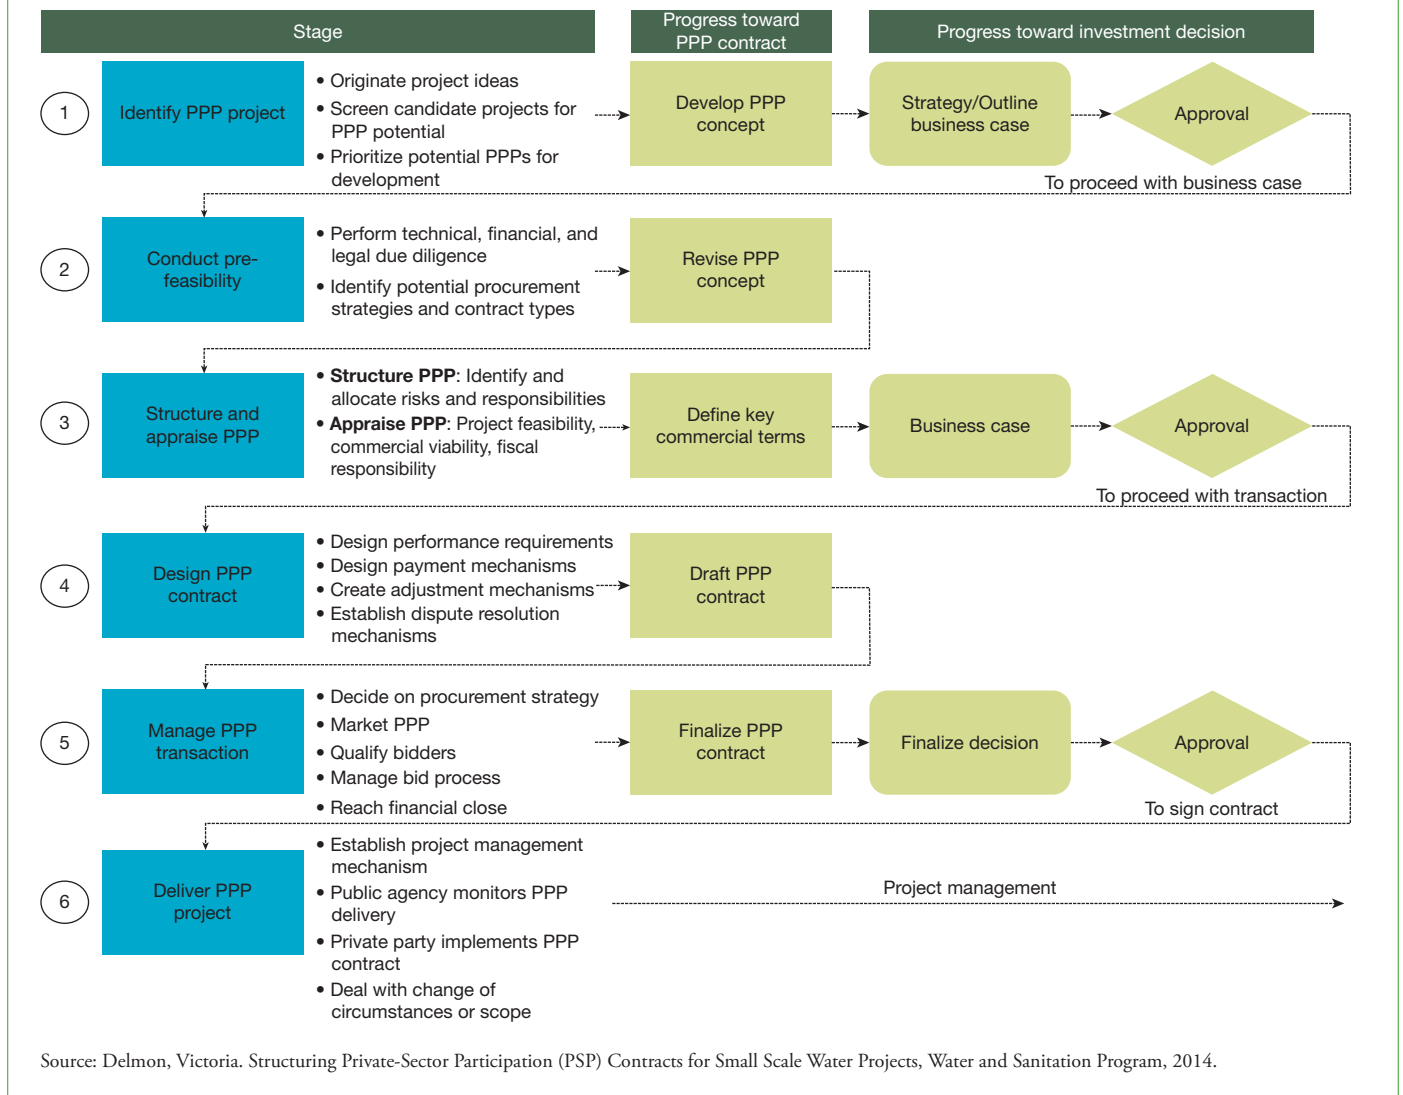 Stage
Progress toward
PPP contract
Progress toward investment decision
1
Identify PPP project
• Originate project ideas
• Screen candidate projects for
PPP potential
• Prioritize potential PPPs for
development
Develop PPP
concept
Strategy/Outline
business case
Approval
To proceed with business case
2
Conduct pre-
feasibility
• Perform technical, financial, and
legal due diligence
• Identify potential procurement
strategies and contract types
Revise PPP
concept
3
Structure and
appraise PPP
• Structure PPP: Identify and
allocate risks and responsibilities
• Appraise PPP: Project feasibility,
commercial viability, fiscal
responsibility
Define key
commercial terms
Business case
Approval
To proceed with transaction
4
Design PPP
contract
• Design performance requirements
• Design payment mechanisms
• Create adjustment mechanisms
• Establish dispute resolution
mechanisms
Draft PPP
contract
5
Manage PPP
transaction
• Decide on procurement strategy
• Market PPP
• Qualify bidders
• Manage bid process
• Reach financial close
Finalize PPP
contract
Finalize decision
Approval
To sign contract
6
Deliver PPP
project
• Establish project management
mechanism
• Public agency monitors PPP
delivery
• Private party implements PPP
contract
• Deal with change of
circumstances or scope
Project management
Source: Delmon, Victoria. Structuring Private-Sector Participation (PSP) Contracts for Small Scale Water Projects, Water and Sanitation Program, 2014.